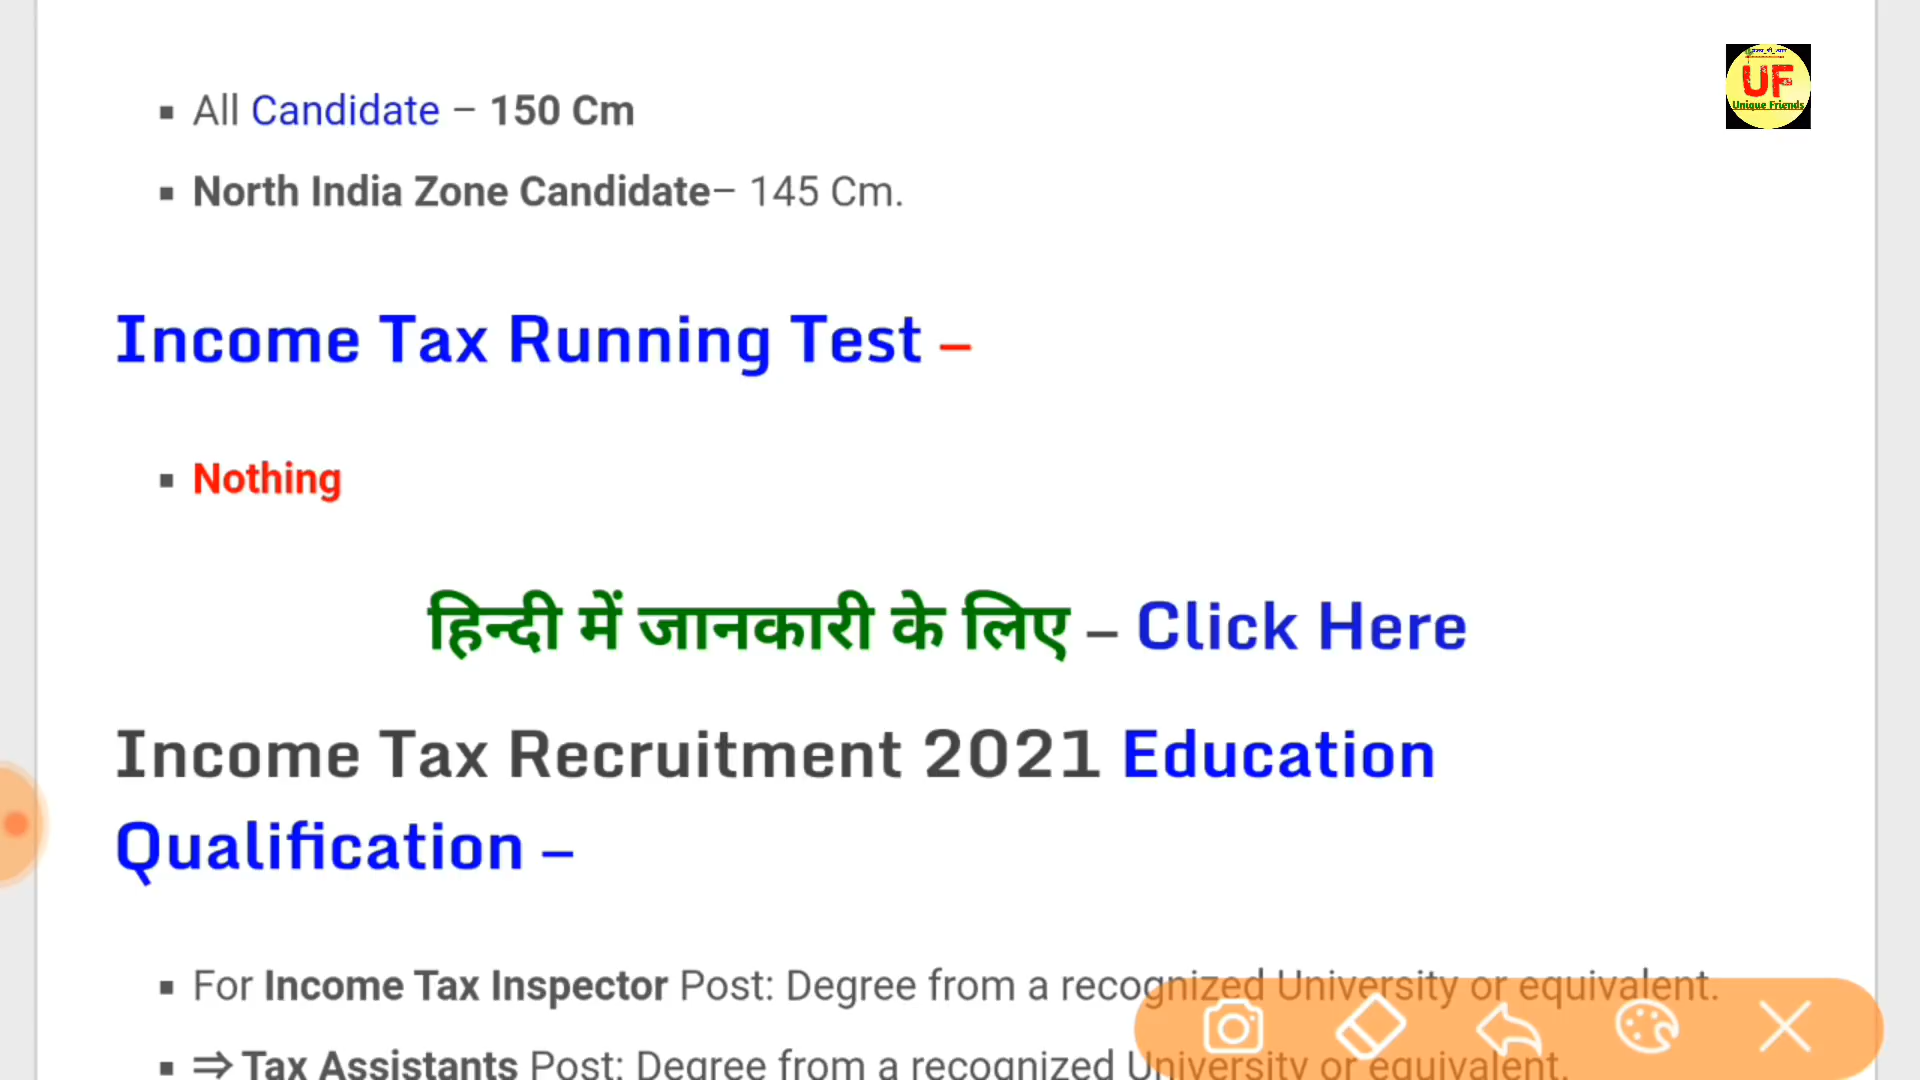 All Candidate – 150 Cm
UF
Unique Friends
North India Zone Candidate– 145 Cm.
Income Tax Running Test –
Nothing
हिन्दी में जानकारी के लिए – Click Here
Income Tax Recruitment 2021 Education
Qualification –
For Income Tax Inspector Post: Degree from a recognized University or equivalent.
⇒ Tax Assistants Post: Degree from a recognized University or equivalent.